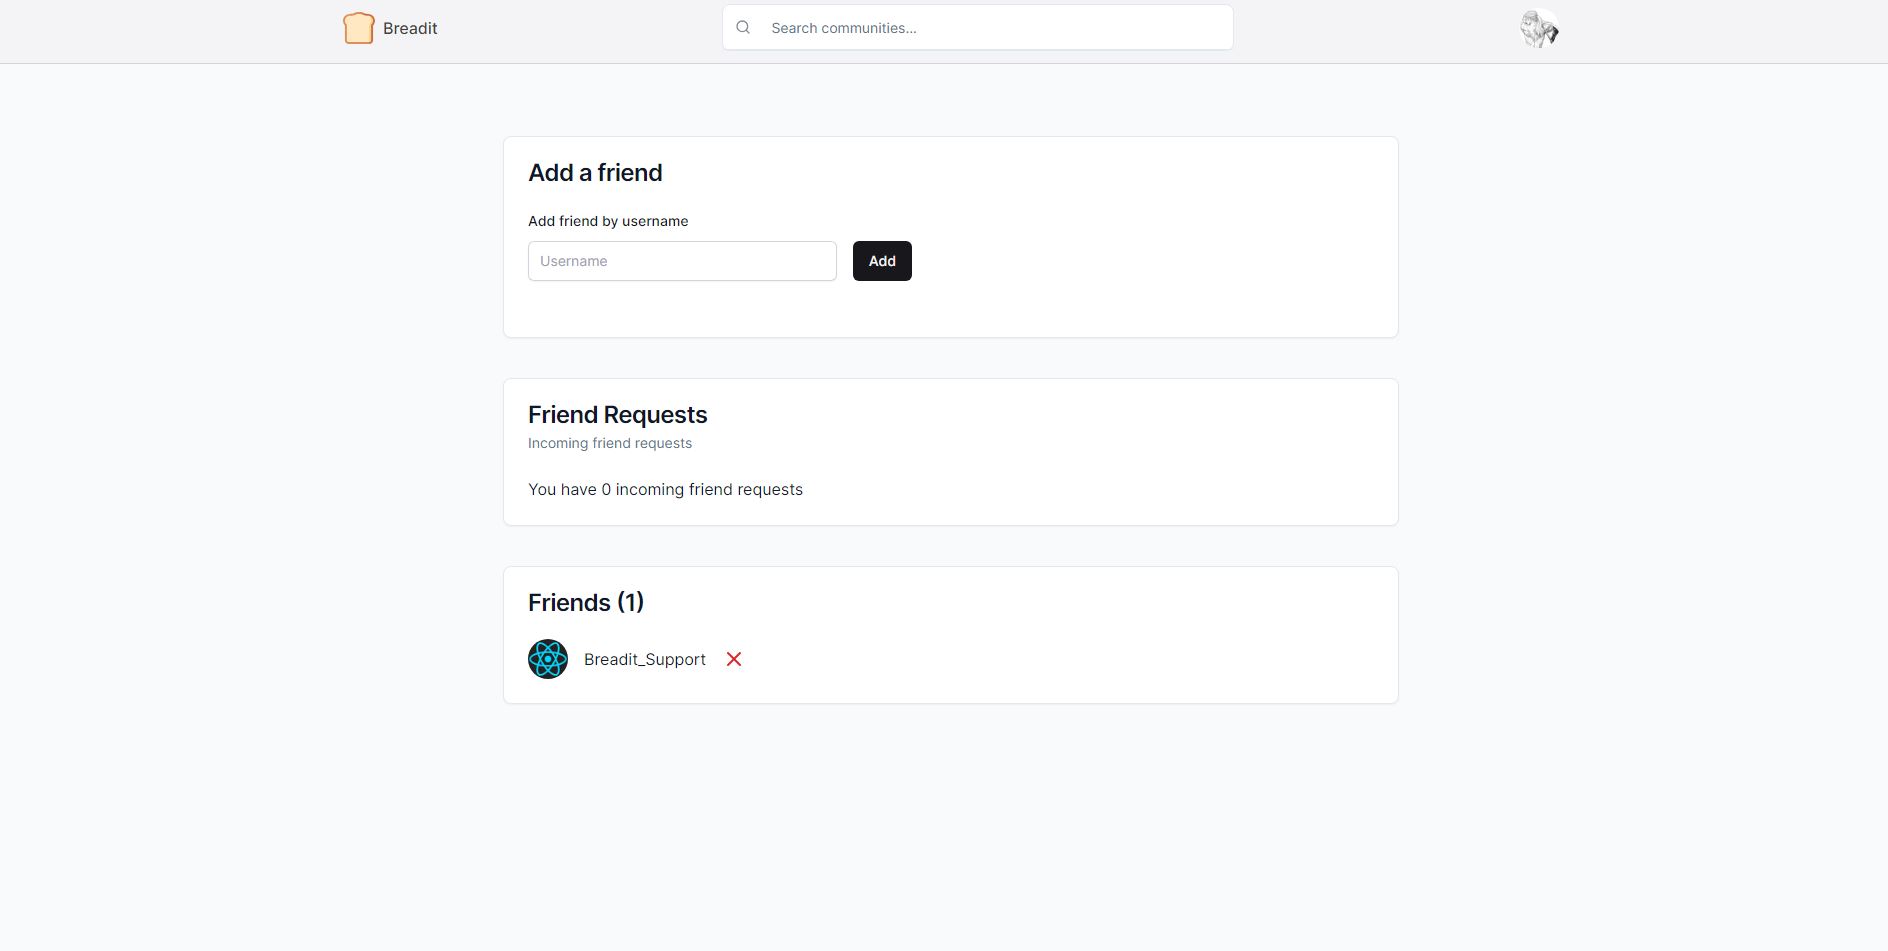 Breadit
Search communities...
Add a friend
Add friend by username
Username
Add
Friend Requests
Incoming friend requests
You have 0 incoming friend requests
Friends (1)
Breadit_Support